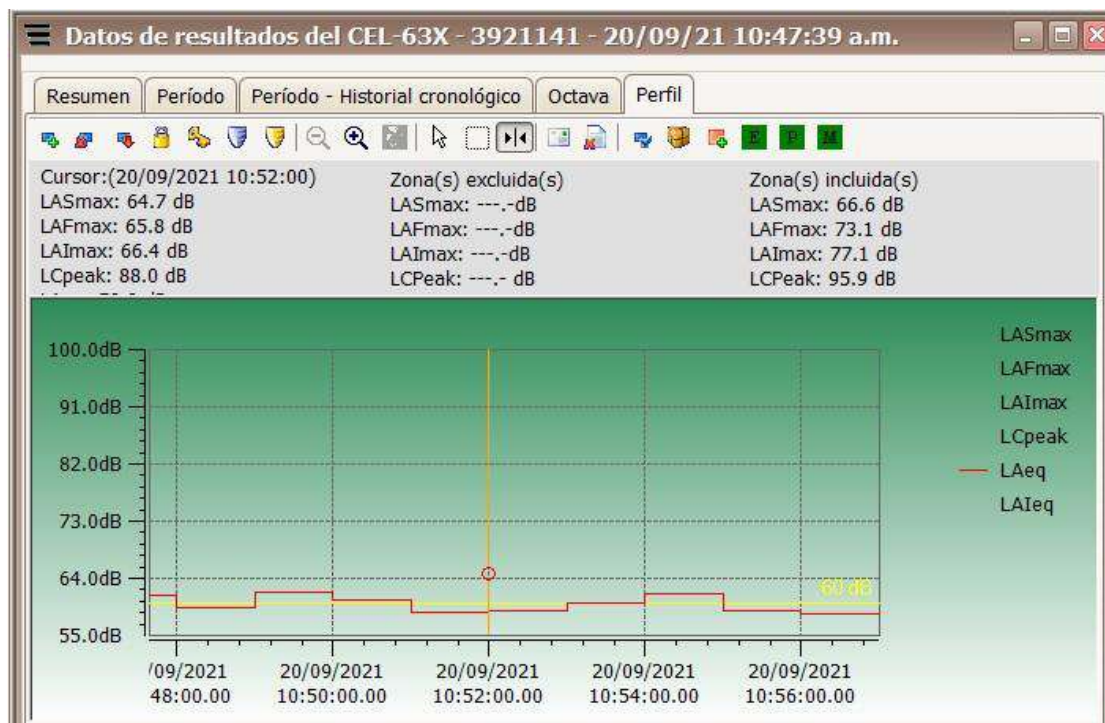 Datos de resultados del CEL-63X - 3921141 - 20/09/21 10:47:39 a.m.
Resumen Período Período - Historial cronológico Octava Perfil
E P M
Cursor:(20/09/2021 10:52:00)
LASmax: 64.7 dB
LAFmax: 65.8 dB
LAImax: 66.4 dB
LCpeak: 88.0 dB
Zona(s) excluida(s)
LASmax: ---.-dB
LAFmax: ---.-dB
LAImax: ---.-dB
LCPeak: ---.- dB
Zona(s) incluida(s)
LASmax: 66.6 dB
LAFmax: 73.1 dB
LAImax: 77.1 dB
LCPeak: 95.9 dB
100.0dB
91.0dB
82.0dB
73.0dB
64.0dB
55.0dB
60 dB
LASmax
LAFmax
LAImax
LCpeak
LAeq
LAIeq
/09/2021 20/09/2021 20/09/2021 20/09/2021 20/09/2021
48:00.00 10:50:00.00 10:52:00.00 10:54:00.00 10:56:00.00